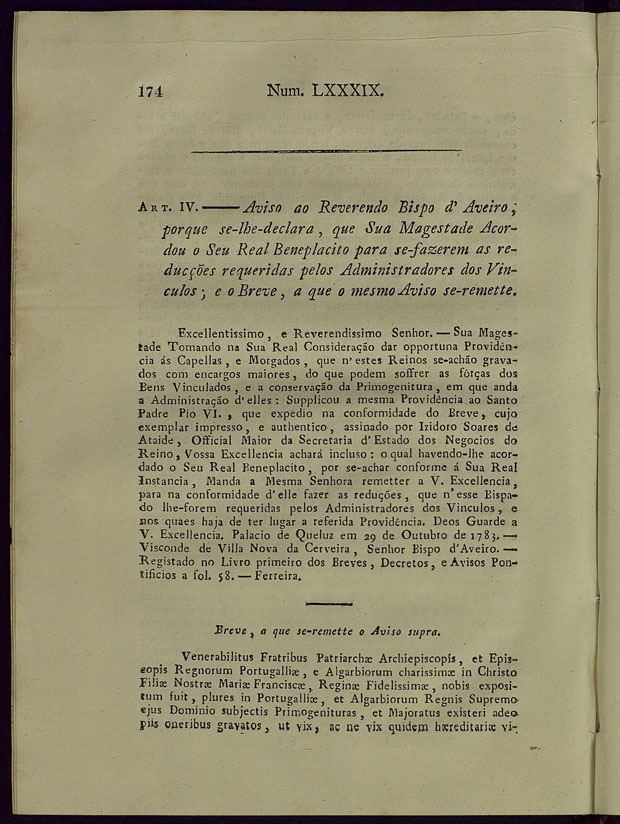 174 Num. LXXXIX.
ART. IV. — Aviso ao Reverendo Bispo d' Aveiro;
porque se-lhe-declara, que Sua Magestade Acor-
dou o Seu Real Beneplacito para se-fazerem as re-
ducções requeridas pelos Administradores dos Vin-
culos; e o Breve, a que o mesmo Aviso se-remette.
Excellentissimo, e Reverendissimo Senhor. — Sua Mages-
tade Tomando na Sua Real Consideração dar opportuna Providên-
cia ás Capellas, e Morgados, que n'estes Reinos se-achão grava-
dos com encargos maiores, do que podem soffrer as fôrças dos
Bens Vinculados, e a conservação da Primogenitura, em que anda
a Administração d'elles: Supplicou a mesma Providência ao Santo
Padre Pio VI., que expedio na conformidade do Breve, cujo
exemplar impresso, e authentico, assinado por Izidoro Soares de
Ataide, Official Maior da Secretaria d'Estado dos Negocios do
Reino, Vossa Excellencia achará incluso: o qual havendo-lhe acor-
dado o Seu Real Beneplacito, por se-achar conforme á Sua Real
Instancia, Manda a Mesma Senhora remetter a V. Excellencia,
para na conformidade d'elle fazer as reduções, que n'esse Bispa-
do lhe-forem requeridas pelos Administradores dos Vinculos, e
nos quaes haja de ter lugar a referida Providência. Deos Guarde a
V. Excellencia. Palacio de Queluz em 29 de Outubro de 1783. —
Visconde de Villa Nova da Cerveira, Senhor Bispo d'Aveiro. —
Registado no Livro primeiro dos Breves, Decretos, e Avisos Pon-
tificios a fol. 58. — Ferreira.
Breve, a que se-remette o Aviso supra.
Venerabilitus Fratribus Patriarchæ Archiepiscopis, et Epis-
copis Regnorum Portugalliæ, e Algarbiorum charissimæ in Christo
Filiæ Nostræ Mariæ Franciscæ, Reginæ Fidelissimæ, nobis exposi-
tum fuit, plures in Portugalliæ, et Algarbiorum Regnis Supremo
ejus Dominio subjectis Primogenituras, et Majoratus existeri adeo
piis oneribus gravatos, ut vix, ac ne vix quidem hæreditariæ vi-